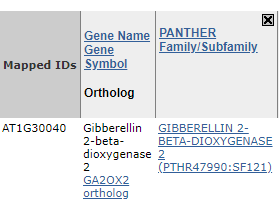 Mapped IDs
Gene Name
Gene
Symbol
Ortholog
PANTHER
Family/Subfamily
AT1G30040
Gibberellin
2-beta-
dioxygenase
2
GA2OX2
ortholog
GIBBERELLIN 2-
BETA-DIOXYGENASE
2
(PTHR47990:SF121)